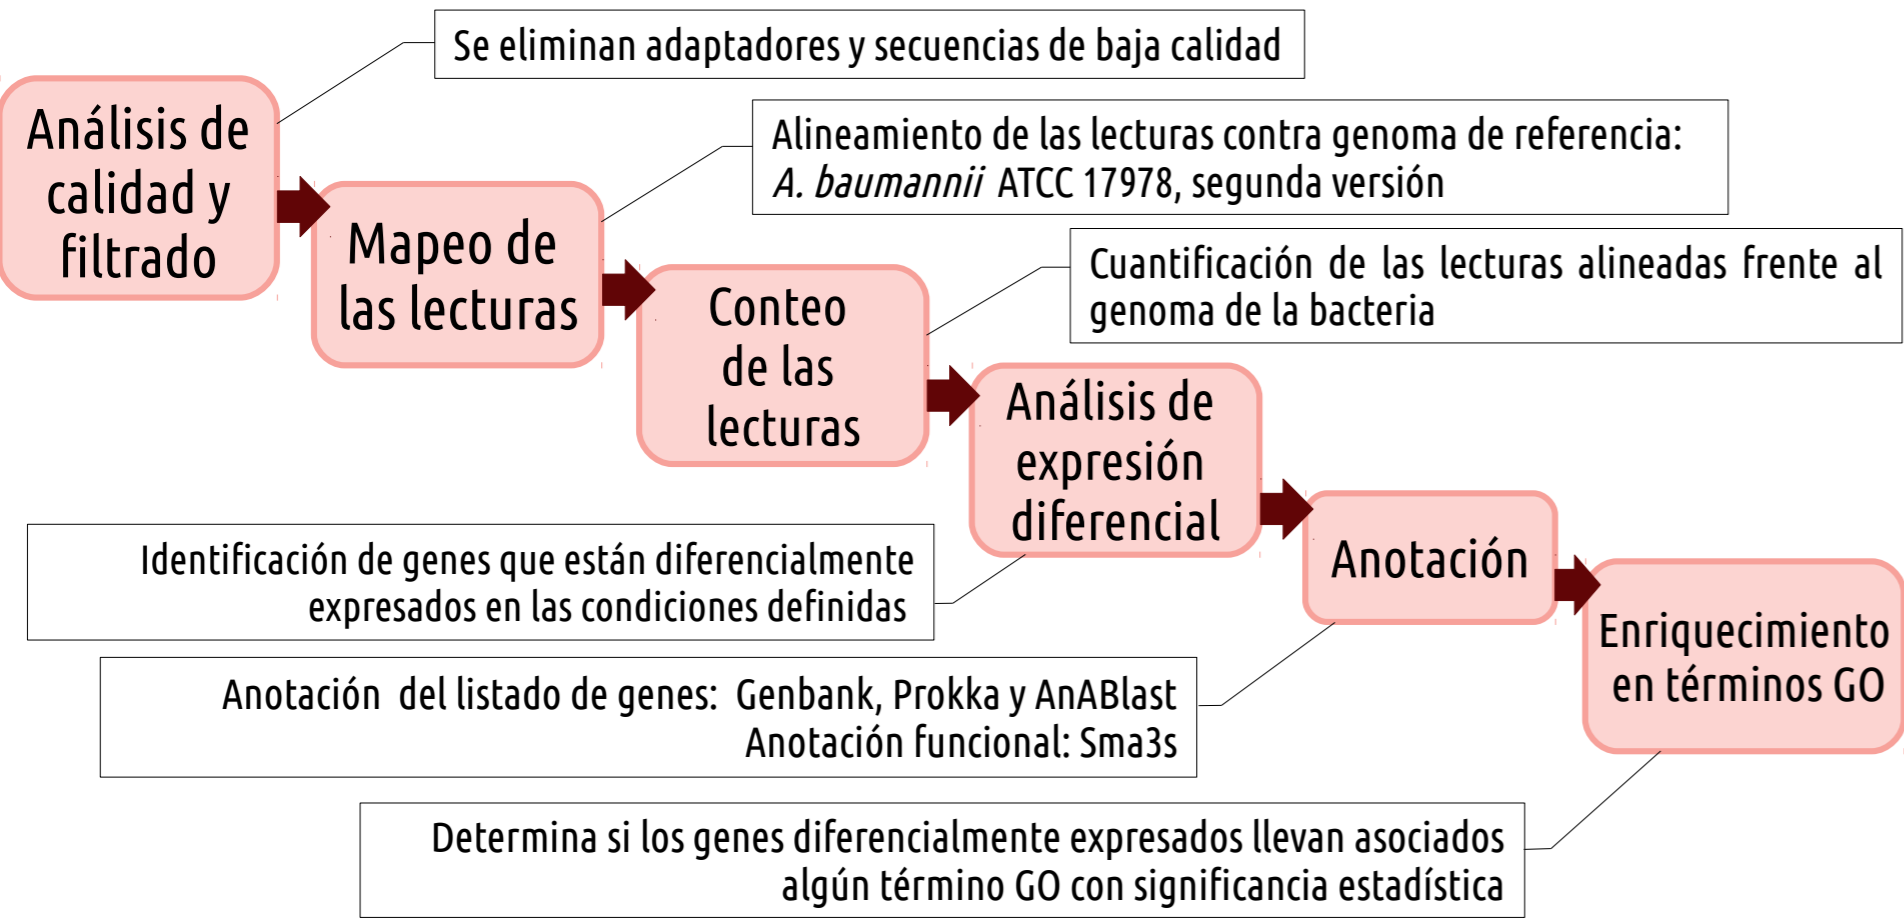 Se eliminan adaptadores y secuencias de baja calidad
Análisis de
calidad y
filtrado
Alineamiento de las lecturas contra genoma de referencia:
A. baumannii ATCC 17978, segunda versión
Mapeo de
las lecturas
Cuantificación de las lecturas alineadas frente al
genoma de la bacteria
Conteo
de las
lecturas
Análisis de
expresión
diferencial
Identificación de genes que están diferencialmente
expresados en las condiciones definidas
Anotación
Anotación del listado de genes: Genbank, Prokka y AnABlast
Anotación funcional: Sma3s
Enriquecimiento
en términos GO
Determina si los genes diferencialmente expresados llevan asociados
algún término GO con significancia estadística